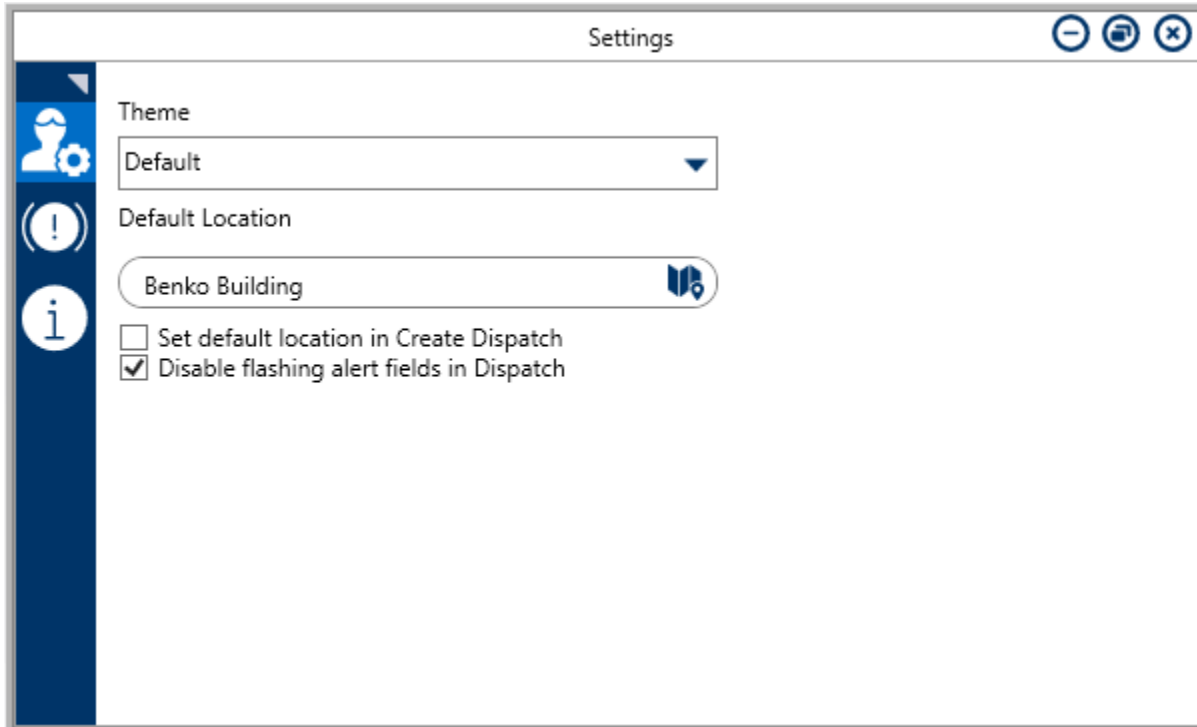 Settings
Theme
Default
Default Location
Benko Building
Set default location in Create Dispatch
Disable flashing alert fields in Dispatch